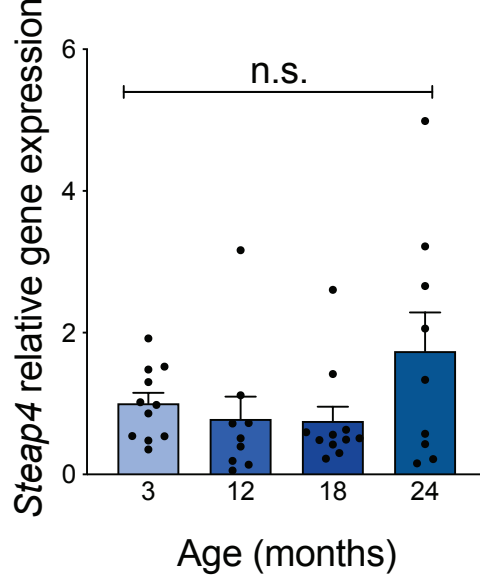 Steap4 relative gene expression
6
4
2
0
n.s.
3 12 18 24
Age (months)